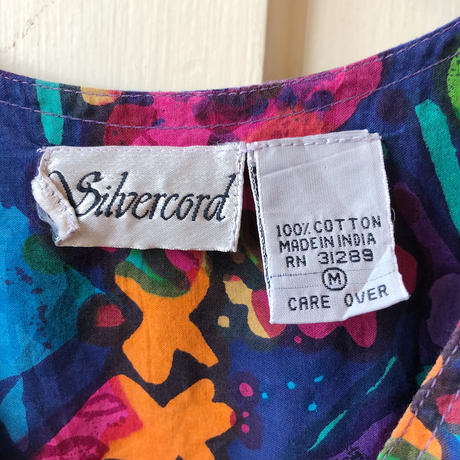 Silvercord
100% COTTON
MADE IN INDIA
RN 31289
M
CARE OVER